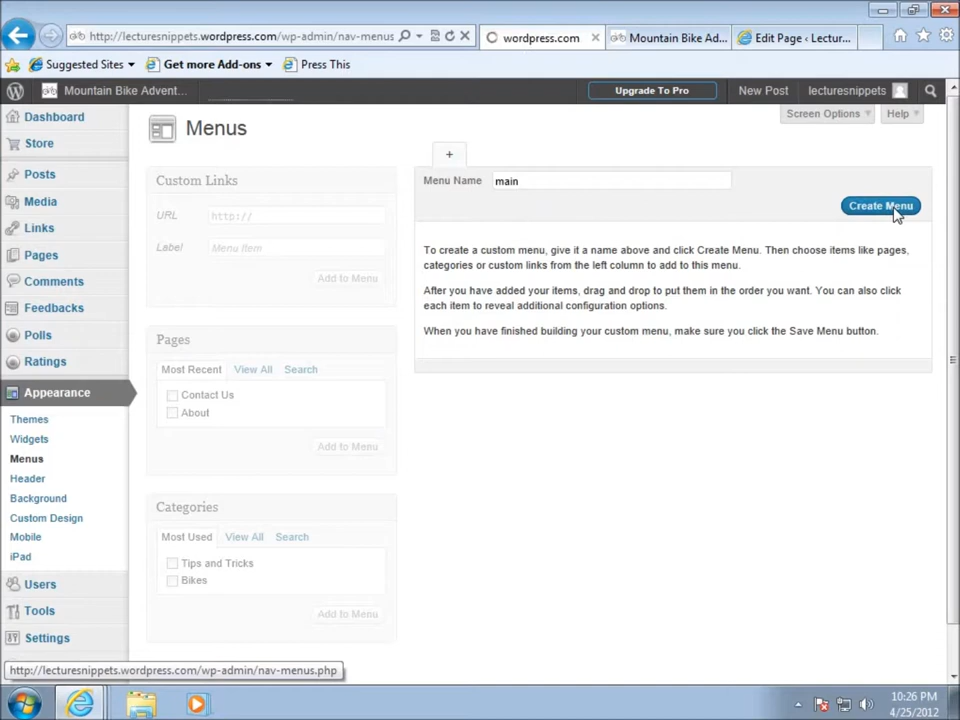 http://lecturesnippets.wordpress.com/wp-admin/nav-menus
wordpress.com
Mountain Bike Ad...
Edit Page ‹ Lectur...
Suggested Sites
Get more Add-ons
Press This
Mountain Bike Advent...
Upgrade To Pro
New Post
lecturesnippets
Screen Options
Help
Dashboard
Store
Posts
Media
Links
Pages
Comments
Feedbacks
Polls
Ratings
Appearance
Themes
Widgets
Menus
Header
Background
Custom Design
Mobile
iPad
Users
Tools
Settings
Menus
Custom Links
URL
http://
Label
Menu Item
Add to Menu
Pages
Most Recent
View All
Search
Contact Us
About
Add to Menu
Categories
Most Used
View All
Search
Tips and Tricks
Bikes
Add to Menu
+
Menu Name
main
Create Menu
To create a custom menu, give it a name above and click Create Menu. Then choose items like pages,
categories or custom links from the left column to add to this menu.
After you have added your items, drag and drop to put them in the order you want. You can also click
each item to reveal additional configuration options.
When you have finished building your custom menu, make sure you click the Save Menu button.
http://lecturesnippets.wordpress.com/wp-admin/nav-menus.php
10:26 PM
4/25/2012